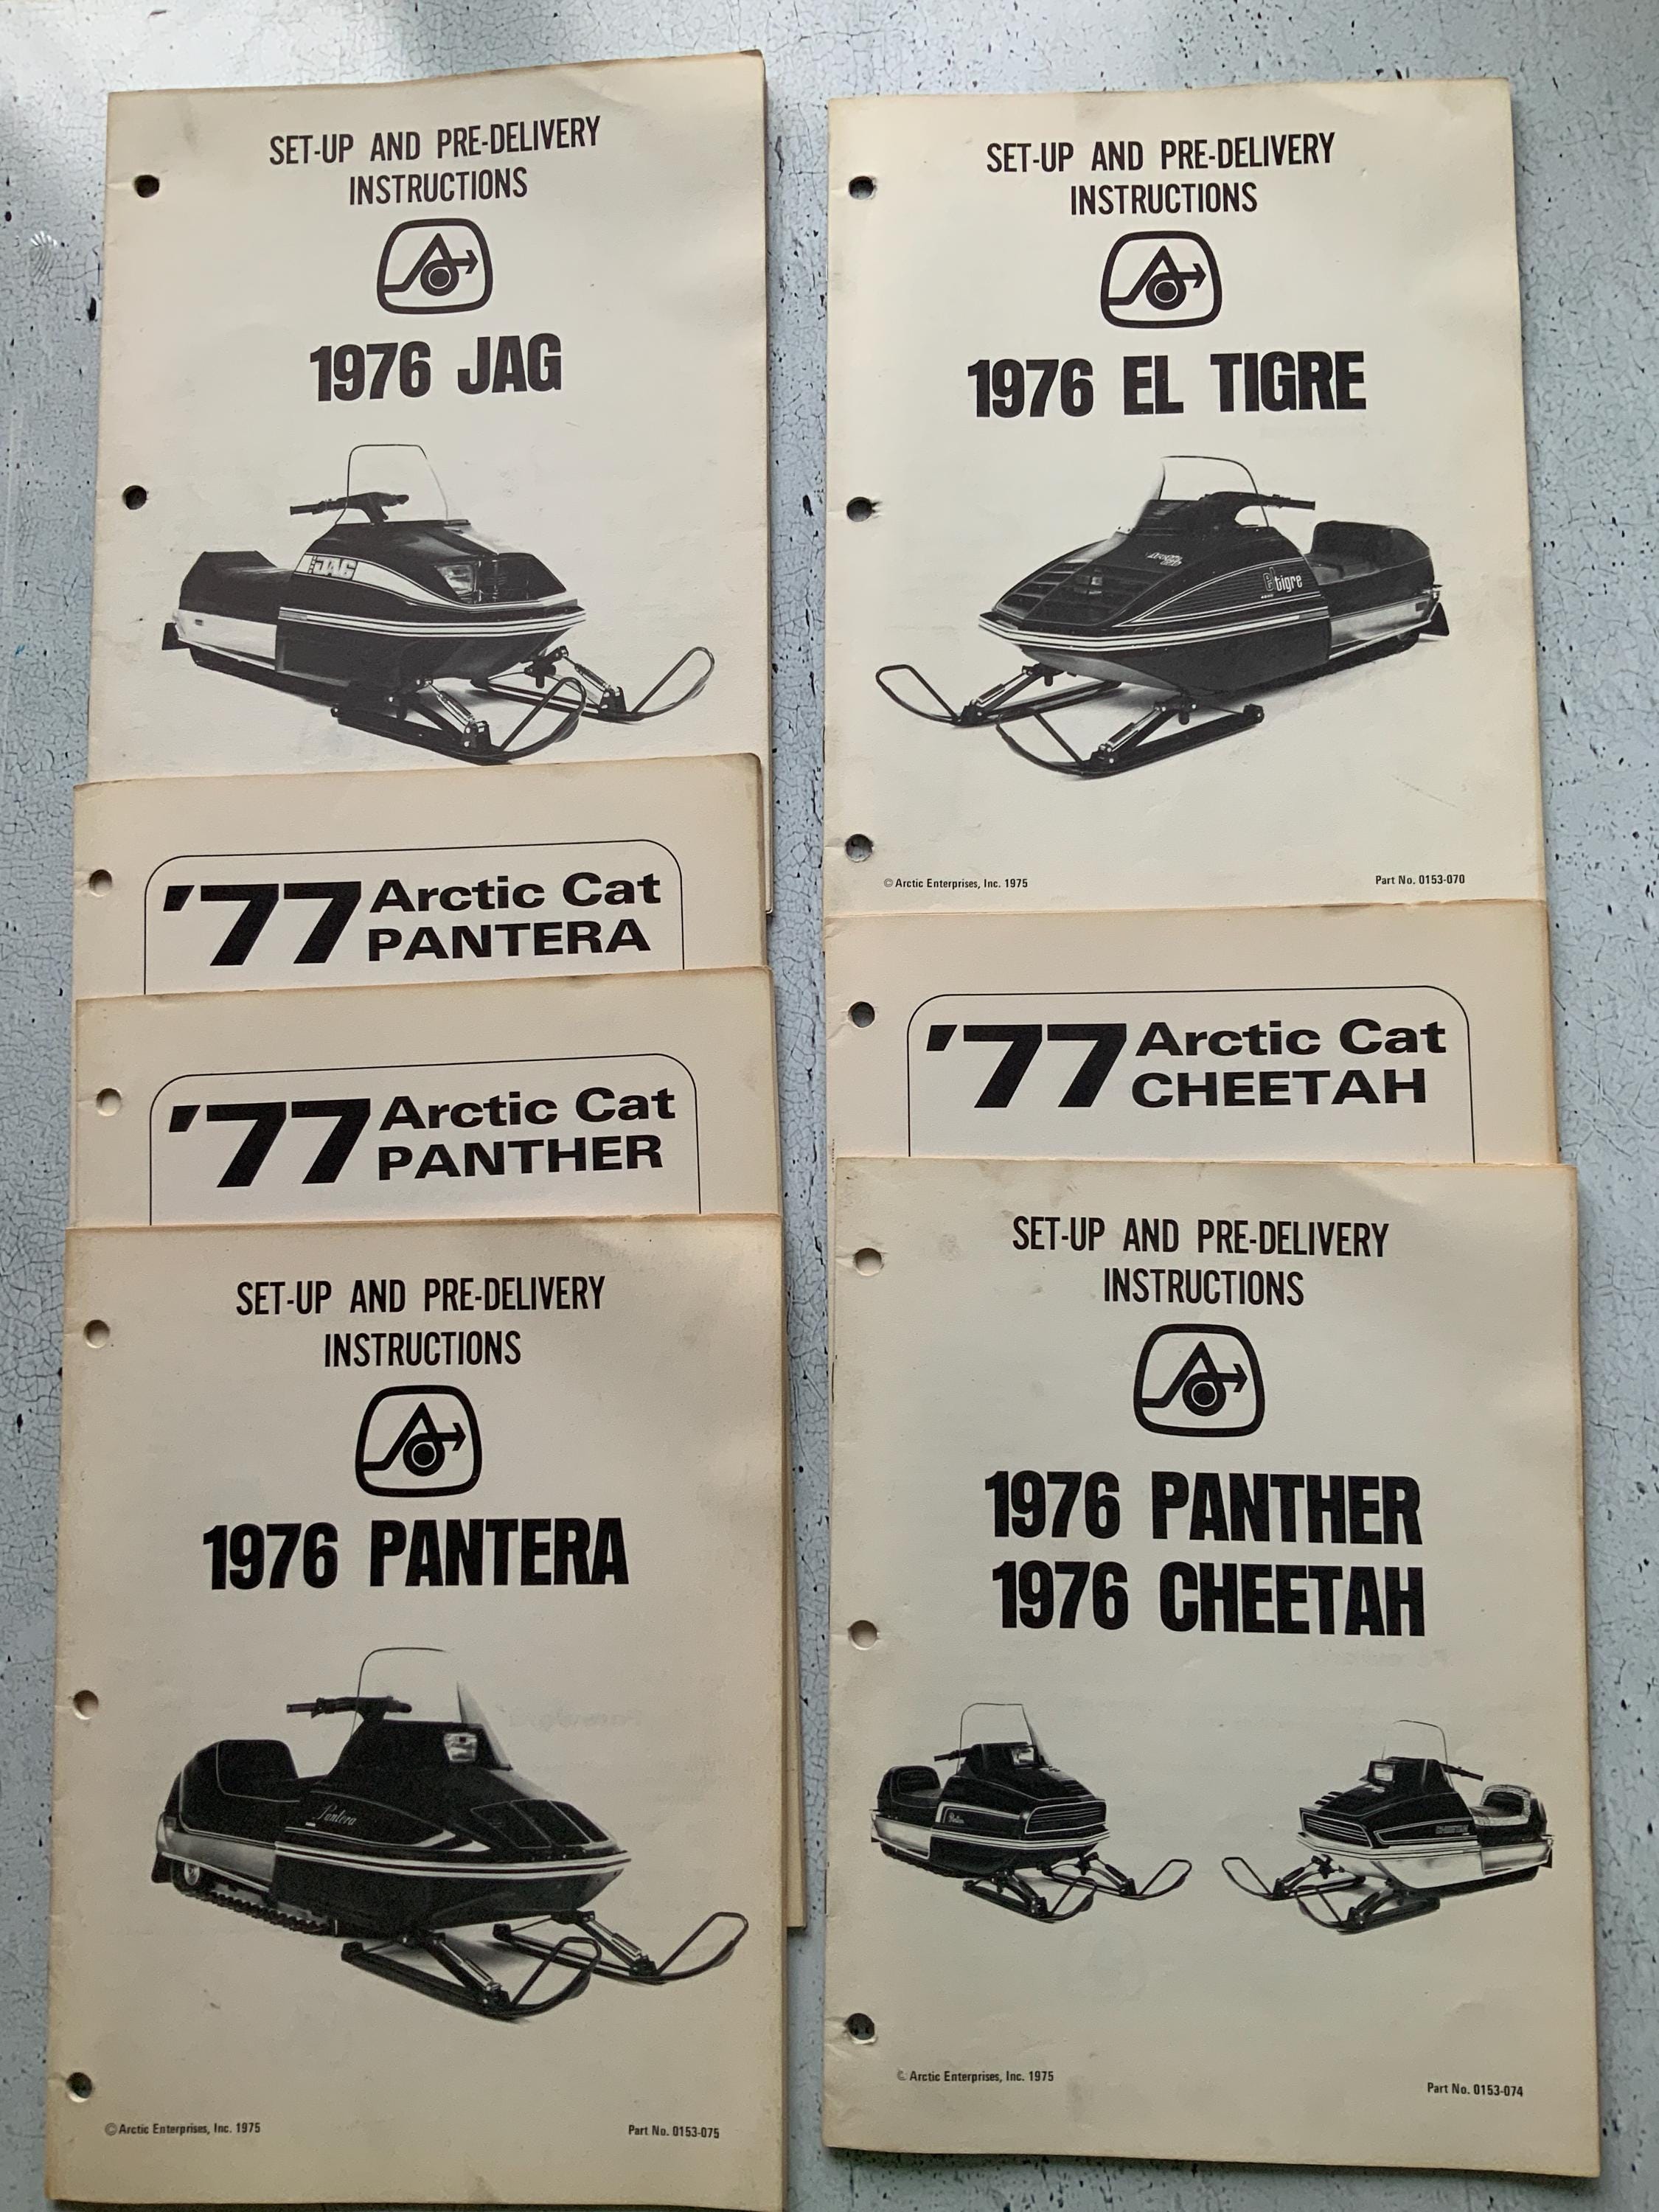 SET-UP AND PRE-DELIVERY
INSTRUCTIONS
1976 JAG
JAG
'77 Arctic Cat
PANTERA
'77 Arctic Cat
PANTHER
SET-UP AND PRE-DELIVERY
INSTRUCTIONS
1976 PANTERA
Pantera
© Arctic Enterprises, Inc. 1975
Part No. 0153-075
SET-UP AND PRE-DELIVERY
INSTRUCTIONS
1976 EL TIGRE
el tigre
© Arctic Enterprises, Inc. 1975
Part No. 0153-070
'77 Arctic Cat
CHEETAH
SET-UP AND PRE-DELIVERY
INSTRUCTIONS
1976 PANTHER
1976 CHEETAH
© Arctic Enterprises, Inc. 1975
Part No. 0153-074